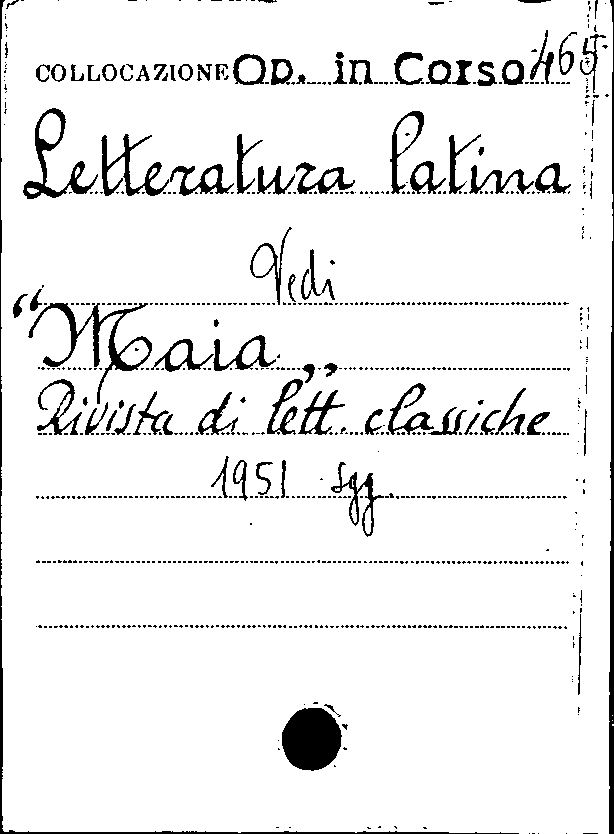 COLLOCAZIONE Op. in Corso 465
Letteratura latina
Vedi
“Maia„
Rivista di lett. classiche
1951 sgg.